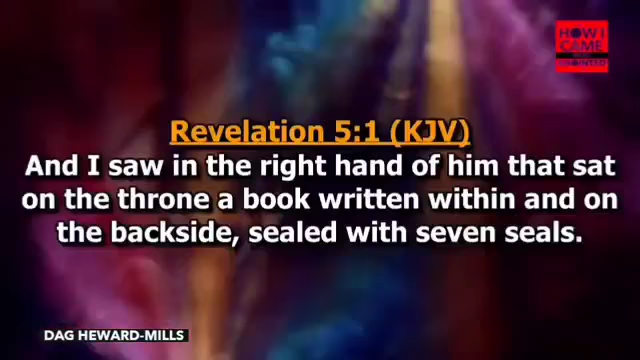 HOW I
CAME
ANOINTED
Revelation 5:1 (KJV)
And I saw in the right hand of him that sat
on the throne a book written within and on
the backside, sealed with seven seals.
DAG HEWARD-MILLS